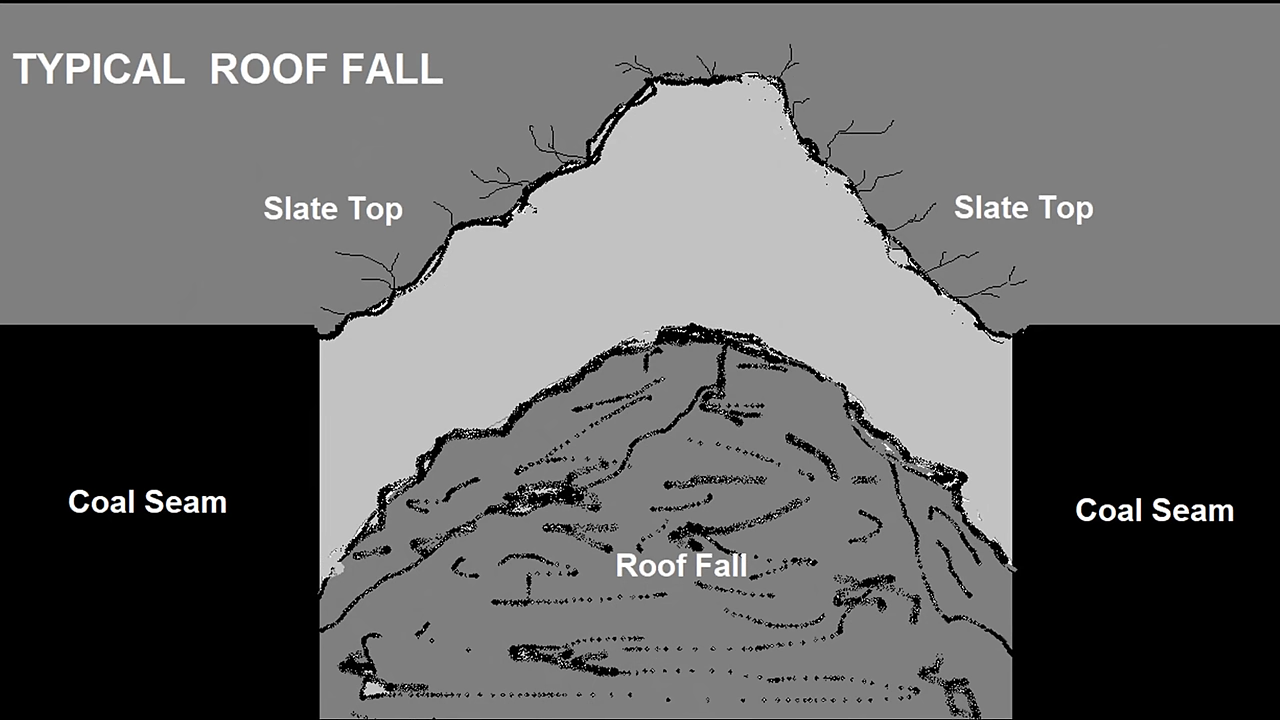 TYPICAL ROOF FALL
Slate Top
Slate Top
Coal Seam
Coal Seam
Roof Fall